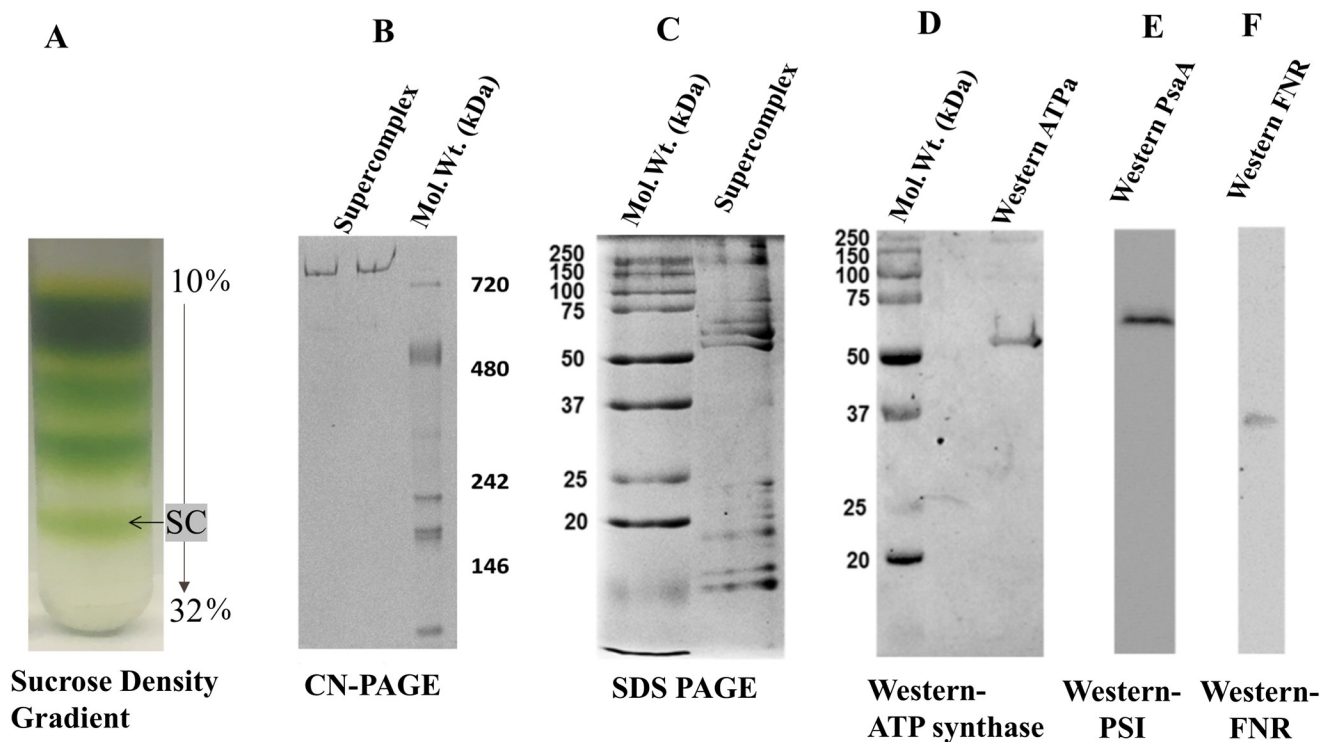 A
B
C
D
E
F
Supercomplex
Mol.Wt. (kDa)
Mol.Wt. (kDa)
Supercomplex
Mol.Wt. (kDa)
Western ATPa
Western PsaA
Western FNR
10%
SC
32%
720
480
242
146
250
150
100
75
50
37
25
20
250
150
100
75
50
37
25
20
Sucrose Density
Gradient
CN-PAGE
SDS PAGE
Western-
ATP synthase
Western-
PSI
Western-
FNR